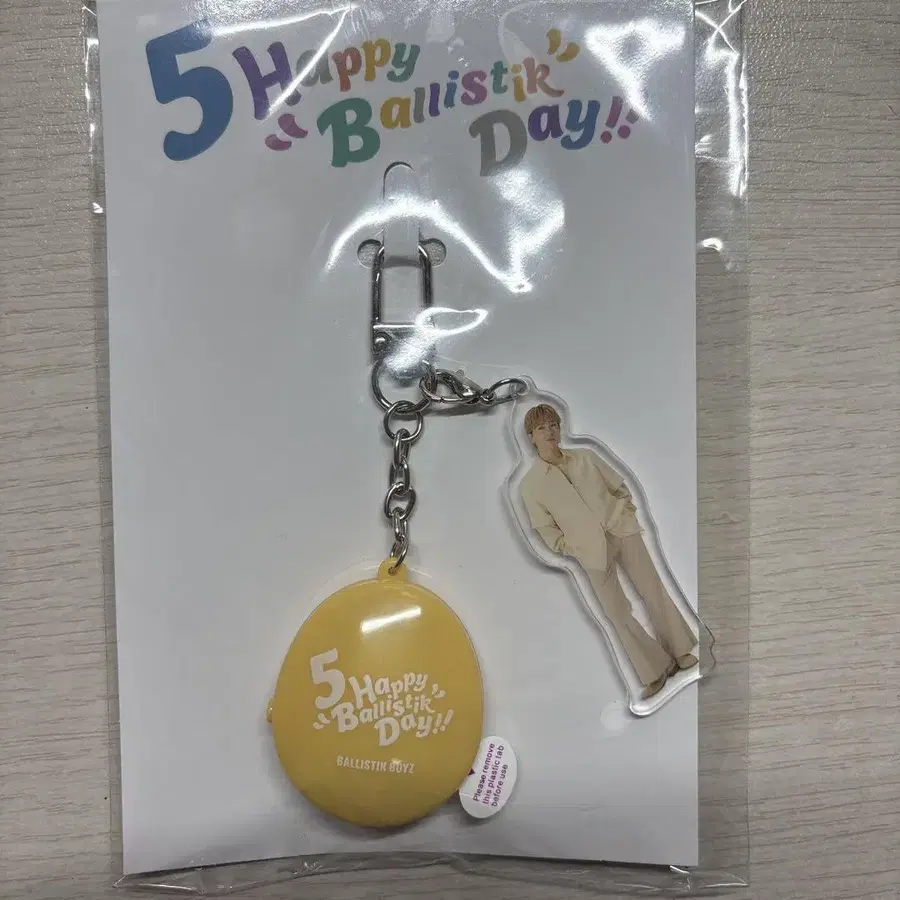 5 Happy
Ballistik
Day!!
5 Happy
Ballistik
Day!!
BALLISTIK BOYZ
Please remove
this plastic tab
before use